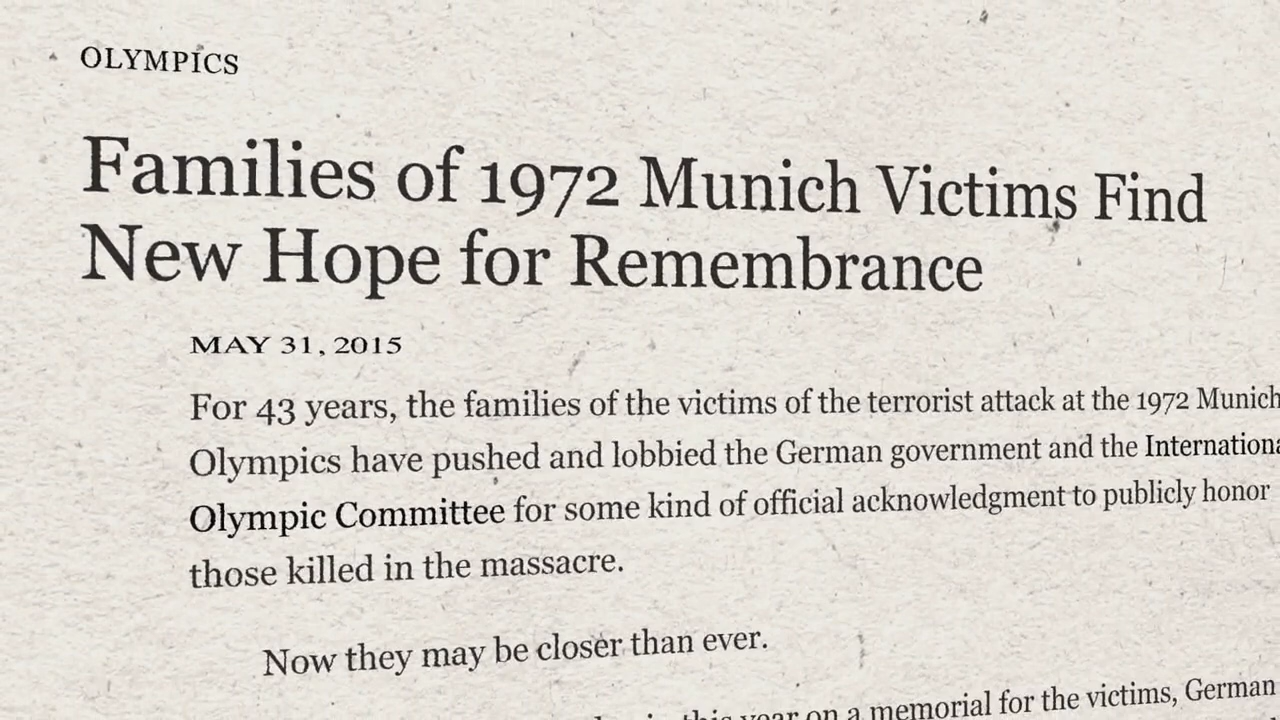 OLYMPICS
Families of 1972 Munich Victims Find
New Hope for Remembrance
MAY 31, 2015
For 43 years, the families of the victims of the terrorist attack at the 1972 Munich
Olympics have pushed and lobbied the German government and the Internationa
Olympic Committee for some kind of official acknowledgment to publicly honor
those killed in the massacre.
Now they may be closer than ever.
this year on a memorial for the victims, German